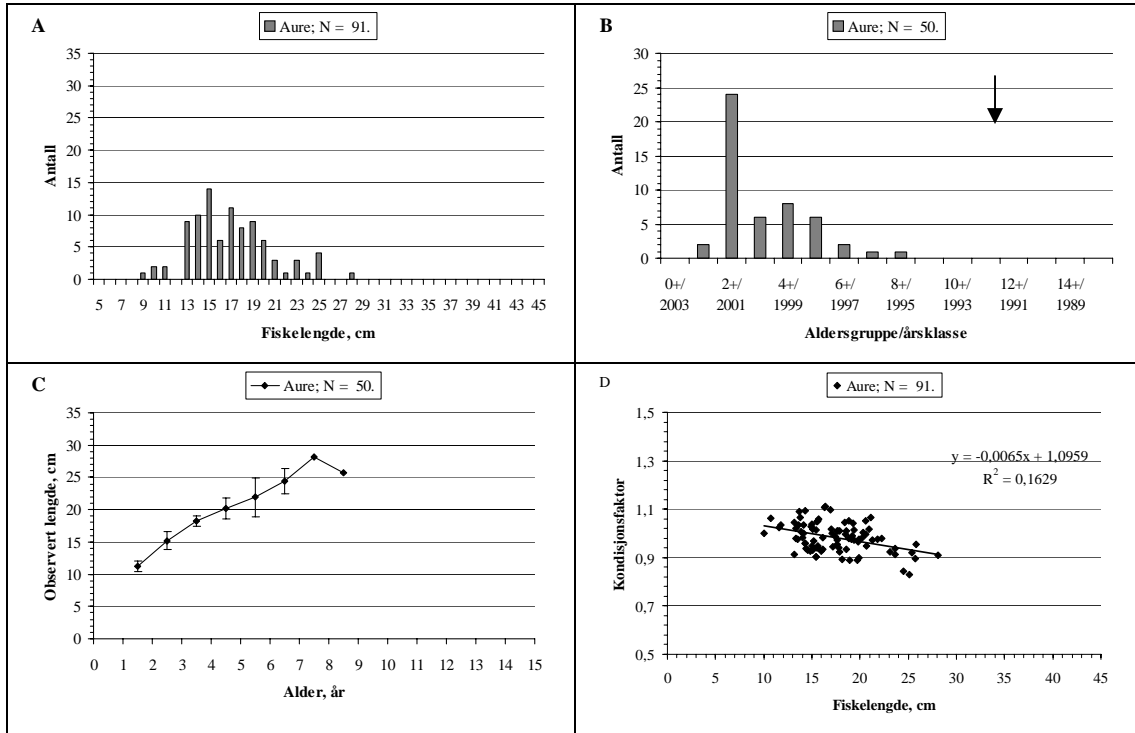 A
Aure; N = 91.
35
30
25
20
15
10
5
0
Antall
5 7 9 11 13 15 17 19 21 23 25 27 29 31 33 35 37 39 41 43 45
Fiskelengde, cm
B
Aure; N = 50.
30
25
20
15
10
5
0
Antall
0+/ 2+/ 4+/ 6+/ 8+/ 10+/ 12+/ 14+/
2003 2001 1999 1997 1995 1993 1991 1989
Aldersgruppe/årsklasse
C
Aure; N = 50.
35
30
25
20
15
10
5
0
Observert lengde, cm
0 1 2 3 4 5 6 7 8 9 10 11 12 13 14 15
Alder, år
D
Aure; N = 91.
1,5
1,3
1,1
0,9
0,7
0,5
Kondisjonsfaktor
y = -0,0065x + 1,0959
R² = 0,1629
0 5 10 15 20 25 30 35 40 45
Fiskelengde, cm